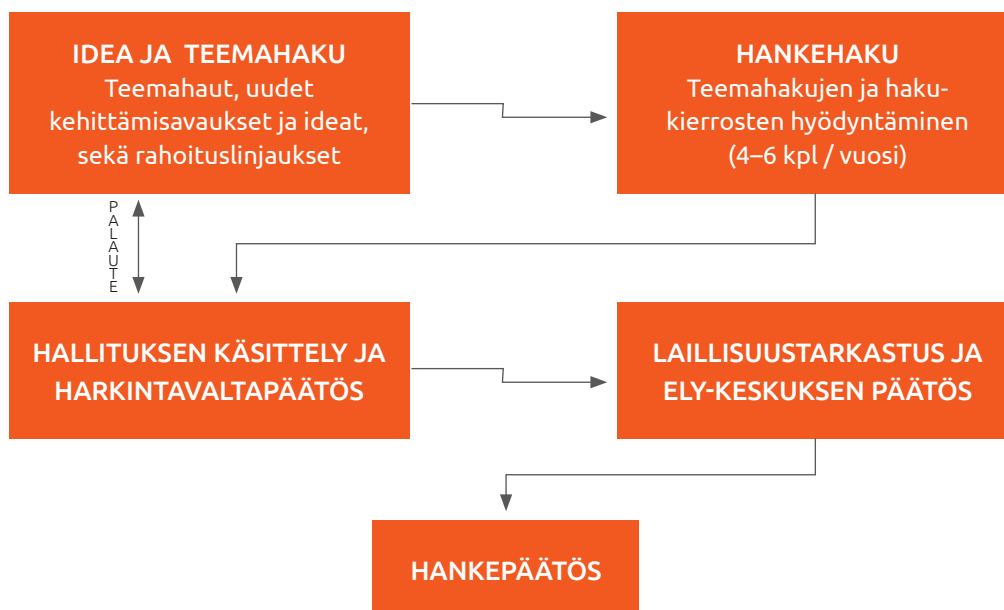 IDEA JA TEEMAHAKU
Teemahaut, uudet
kehittämisavaukset ja ideat,
sekä rahoituslinjaukset
HANKEHAKU
Teemahakujen ja haku-
kierrosten hyödyntäminen
(4–6 kpl / vuosi)
PALAUTE
HALLITUKSEN KÄSITTELY JA
HARKINTAVALTAPÄÄTÖS
LAILLISUUSTARKASTUS JA
ELY-KESKUKSEN PÄÄTÖS
HANKEPÄÄTÖS